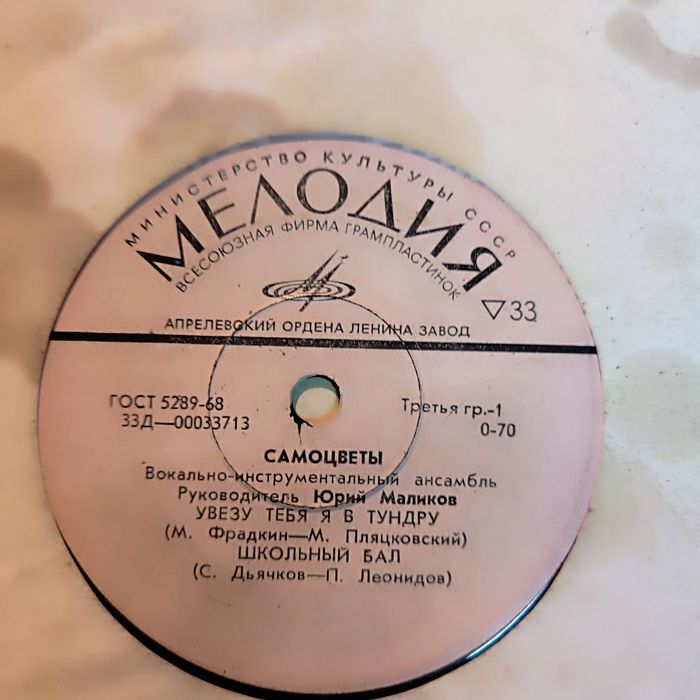 МИНИСТЕРСТВО КУЛЬТУРЫ СССР
МЕЛОДИЯ
ВСЕСОЮЗНАЯ ФИРМА ГРАМПЛАСТИНОК
▽33
АПРЕЛЕВСКИЙ ОРДЕНА ЛЕНИНА ЗАВОД
ГОСТ 5289-68
Третья гр.-1
33Д—00033713
0-70
САМОЦВЕТЫ
Вокально-инструментальный ансамбль
Руководитель Юрий Маликов
УВЕЗУ ТЕБЯ Я В ТУНДРУ
(М. Фрадкин—М. Пляцковский)
ШКОЛЬНЫЙ БАЛ
(С. Дьячков—П. Леонидов)